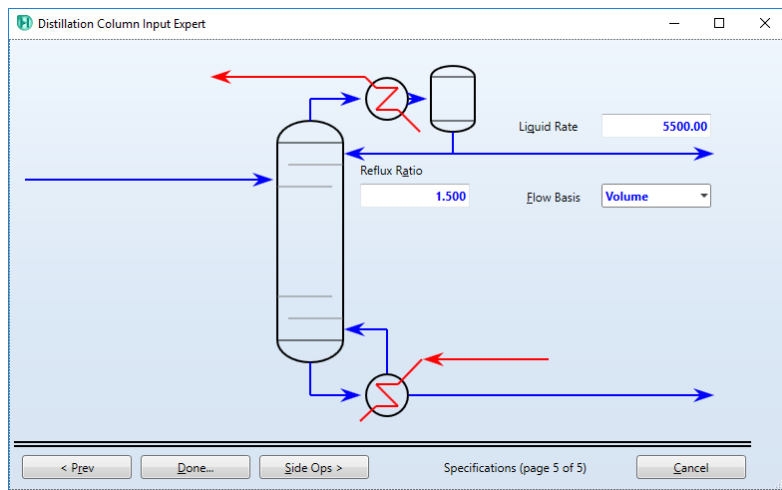 Distillation Column Input Expert
Liquid Rate
5500.00
Reflux Ratio
1.500
Flow Basis
Volume
< Prev
Done...
Side Ops >
Specifications (page 5 of 5)
Cancel